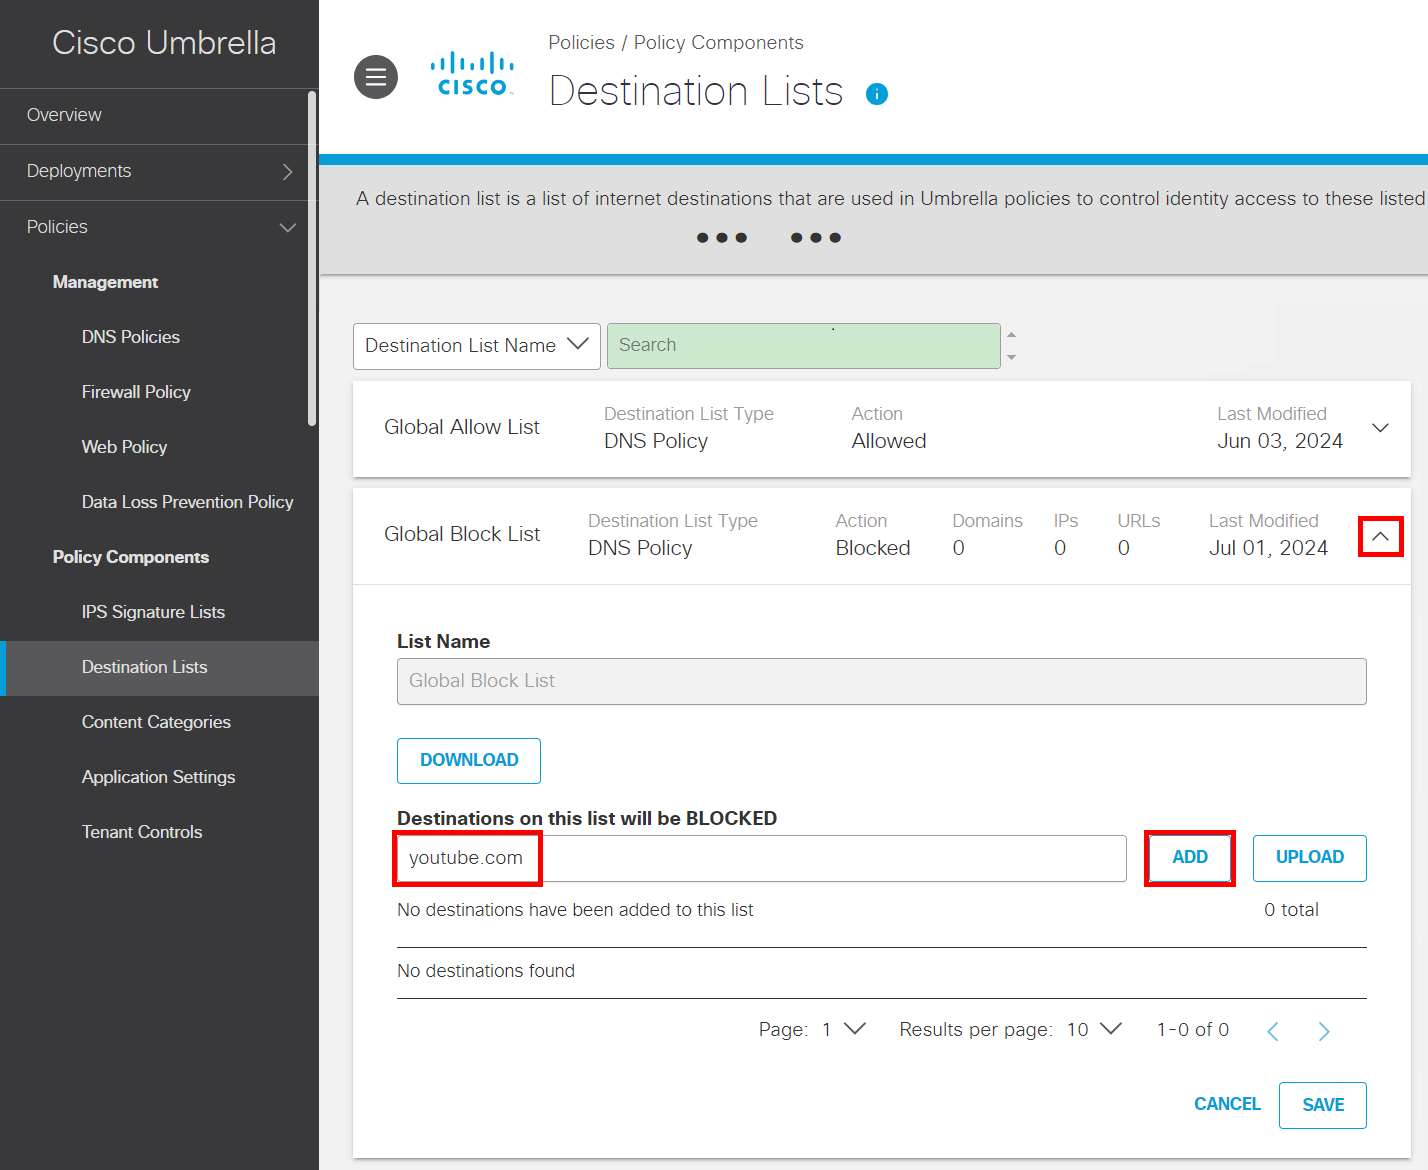 Cisco Umbrella
Overview
Deployments
Policies
Management
DNS Policies
Firewall Policy
Web Policy
Data Loss Prevention Policy
Policy Components
IPS Signature Lists
Destination Lists
Content Categories
Application Settings
Tenant Controls
cisco
Policies / Policy Components
Destination Lists
A destination list is a list of internet destinations that are used in Umbrella policies to control identity access to these listed
Destination List Name
Search
Global Allow List
Destination List Type
DNS Policy
Action
Allowed
Last Modified
Jun 03, 2024
Global Block List
Destination List Type
DNS Policy
Action
Blocked
Domains
0
IPs
0
URLs
0
Last Modified
Jul 01, 2024
List Name
Global Block List
DOWNLOAD
Destinations on this list will be BLOCKED
youtube.com
ADD
UPLOAD
No destinations have been added to this list
0 total
No destinations found
Page: 1
Results per page: 10
1-0 of 0
CANCEL
SAVE